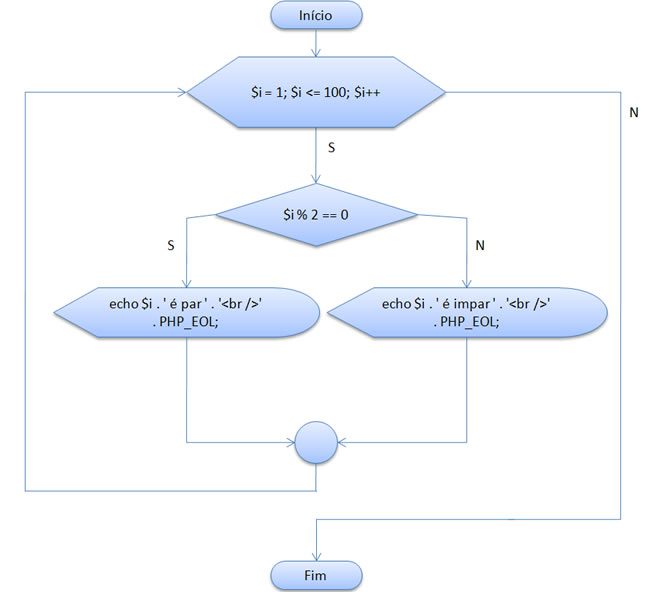 Início
$i = 1; $i <= 100; $i++
N
S
$i % 2 == 0
S
N
echo $i . ' é par ' . '<br />'
. PHP_EOL;
echo $i . ' é impar ' . '<br />'
. PHP_EOL;
Fim